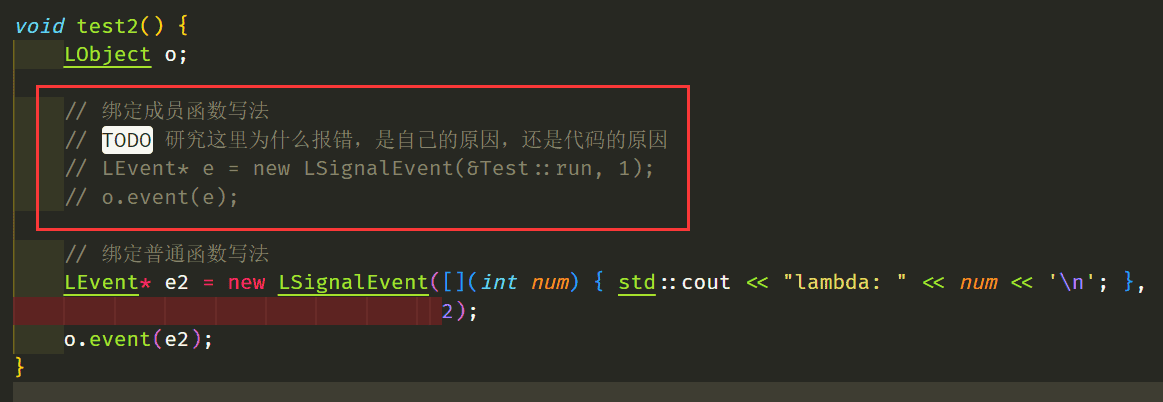 void test2() {
LObject o;
// 绑定成员函数写法
// TODO 研究这里为什么报错，是自己的原因，还是代码的原因
// LEvent* e = new LSignalEvent(&Test::run, 1);
// o.event(e);
// 绑定普通函数写法
LEvent* e2 = new LSignalEvent([](int num) { std::cout << "lambda: " << num << '\n'; },
2);
o.event(e2);
}